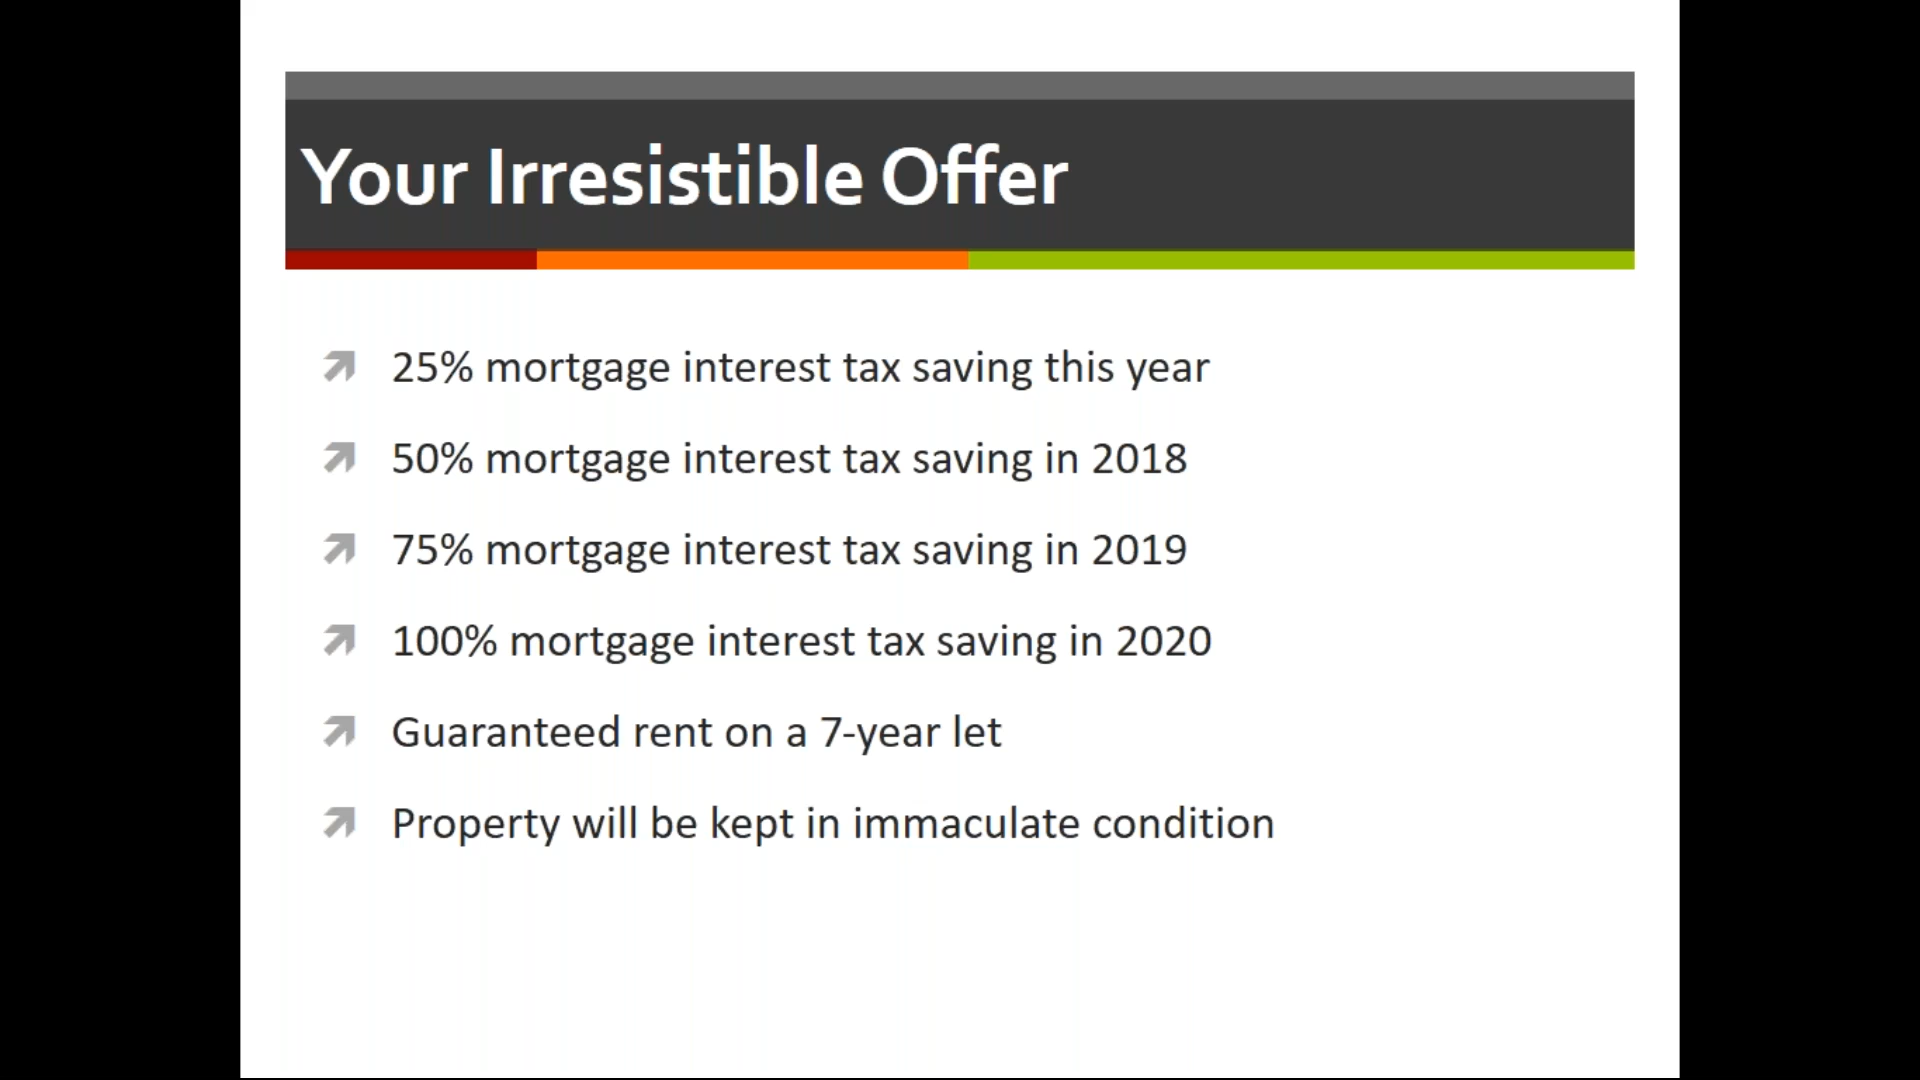 Your Irresistible Offer
25% mortgage interest tax saving this year
50% mortgage interest tax saving in 2018
75% mortgage interest tax saving in 2019
100% mortgage interest tax saving in 2020
Guaranteed rent on a 7-year let
Property will be kept in immaculate condition